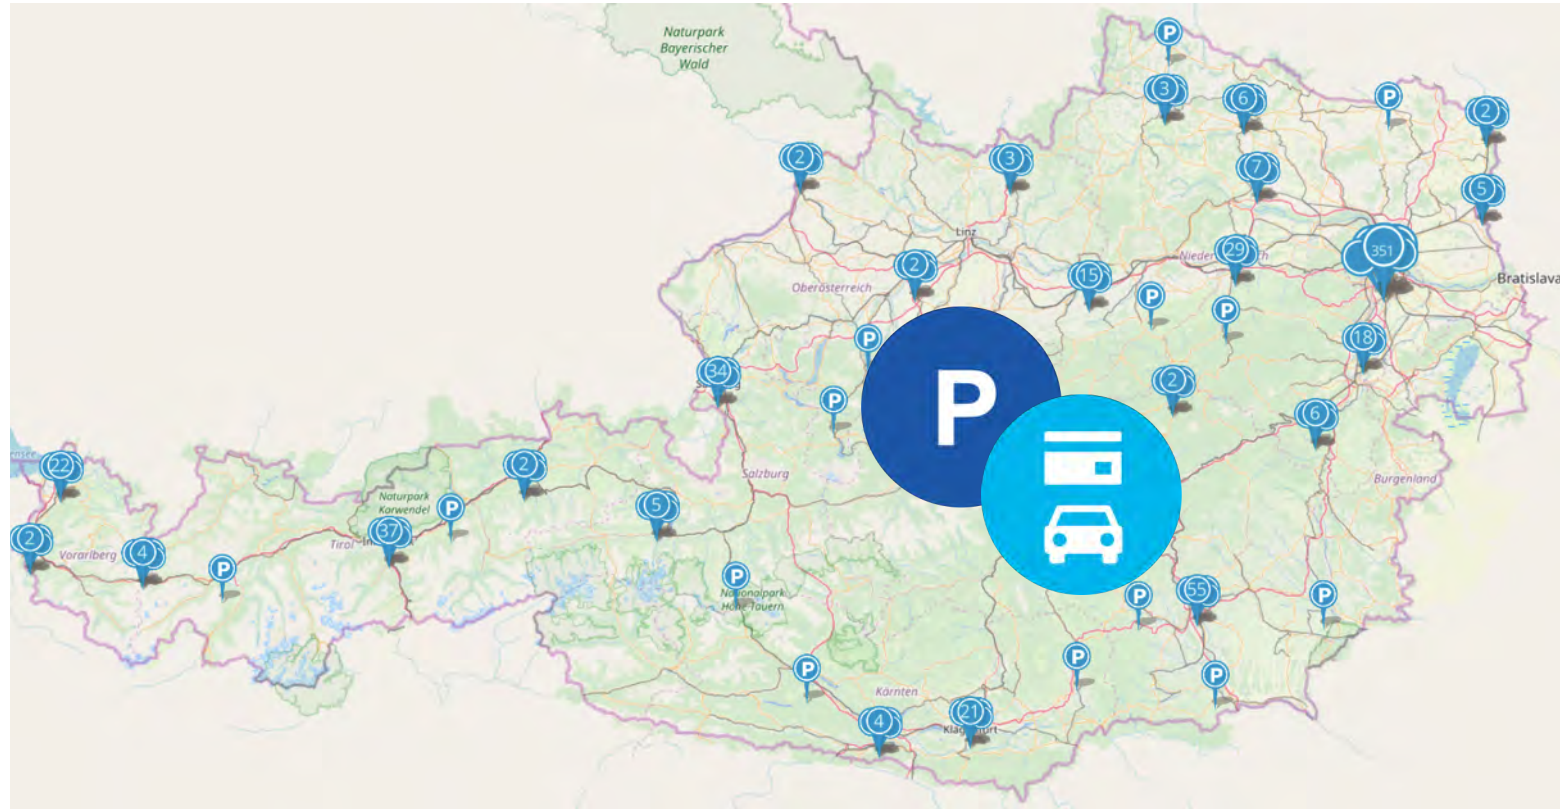 Naturpark
Bayerischer
Wald
P
3
6
P
2
2
3
7
5
Linz
Niederösterreich
29
351
2
15
Oberösterreich
Bratislava
P
P
P
18
34
P
2
P
6
22
2
Salzburg
Burgenland
Naturpark
Karwendel
P
5
2
Vorarlberg
4
Tirol
37
P
P
Nationalpark
Hohe Tauern
P
55
P
P
P
P
Kärnten
4
21
Klagenfurt